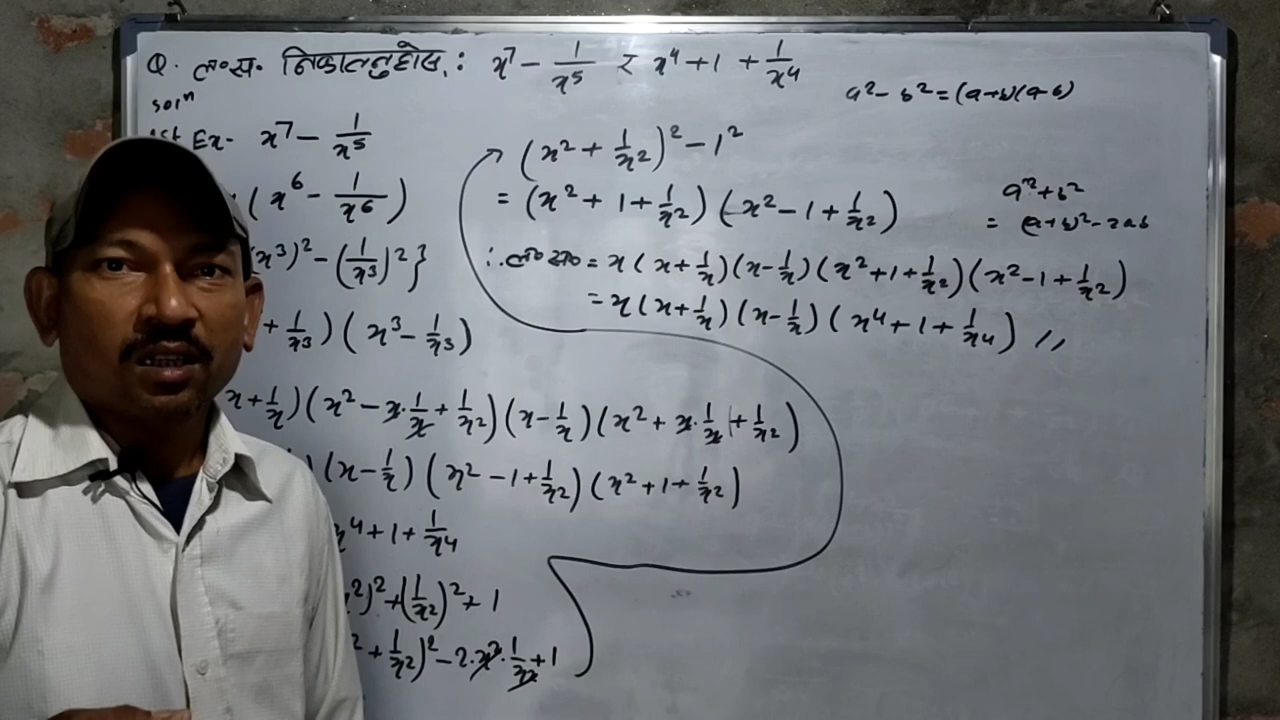 Q. ल०स० निकाल्नुहोस् : x⁷ - 1/x⁵ र x⁴ + 1 + 1/x⁴
a² - b² = (a+b)(a-b)
Solⁿ
1st Ex- x⁷ - 1/x⁵
(x⁶ - 1/x⁶)
x³)² - (1/x³)²}
+ 1/x³)(x³ - 1/x³)
x + 1/x)(x² - x·1/x + 1/x²)(x - 1/x)(x² + x·1/x + 1/x²)
)(x - 1/x)(x² - 1 + 1/x²)(x² + 1 + 1/x²)
x⁴ + 1 + 1/x⁴
²)² + (1/x²)² + 1
² + 1/x²)² - 2·x²·1/x² + 1
(x² + 1/x²)² - 1²
= (x² + 1 + 1/x²)(x² - 1 + 1/x²)
a² + b²
= (a+b)² - 2ab
∴ ल०स० = x(x + 1/x)(x - 1/x)(x² + 1 + 1/x²)(x² - 1 + 1/x²)
= x(x + 1/x)(x - 1/x)(x⁴ + 1 + 1/x⁴) //